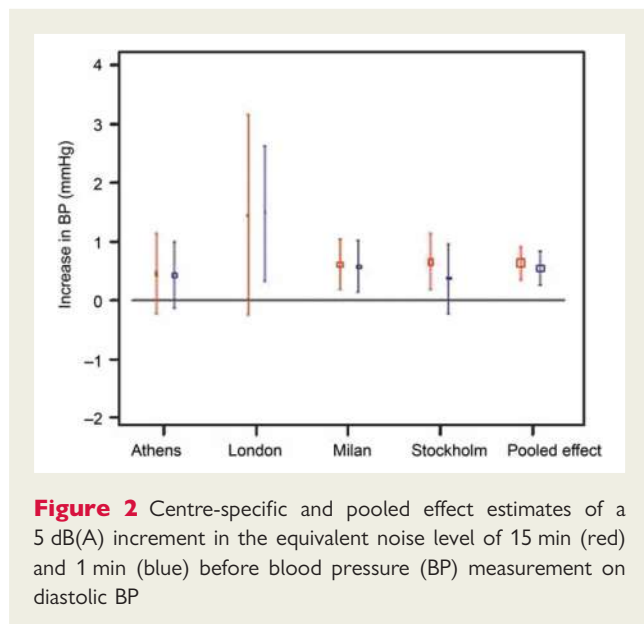 4
3
2
1
0
–1
–2
Increase in BP (mmHg)
Athens London Milan Stockholm Pooled effect
Figure 2 Centre-specific and pooled effect estimates of a
5 dB(A) increment in the equivalent noise level of 15 min (red)
and 1 min (blue) before blood pressure (BP) measurement on
diastolic BP